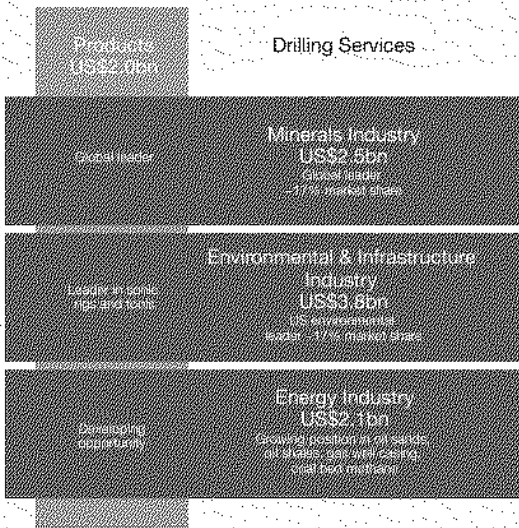 Products
US$2.0bn
Drilling Services
Global leader
Minerals Industry
US$2.5bn
Global leader
~17% market share
Leader in sonic
rigs and tools
Environmental & Infrastructure
Industry
US$3.8bn
US environmental
leader ~17% market share
Developing
opportunity
Energy Industry
US$2.1bn
Growing position in oil sands,
oil shales, gas well casing,
coal bed methane